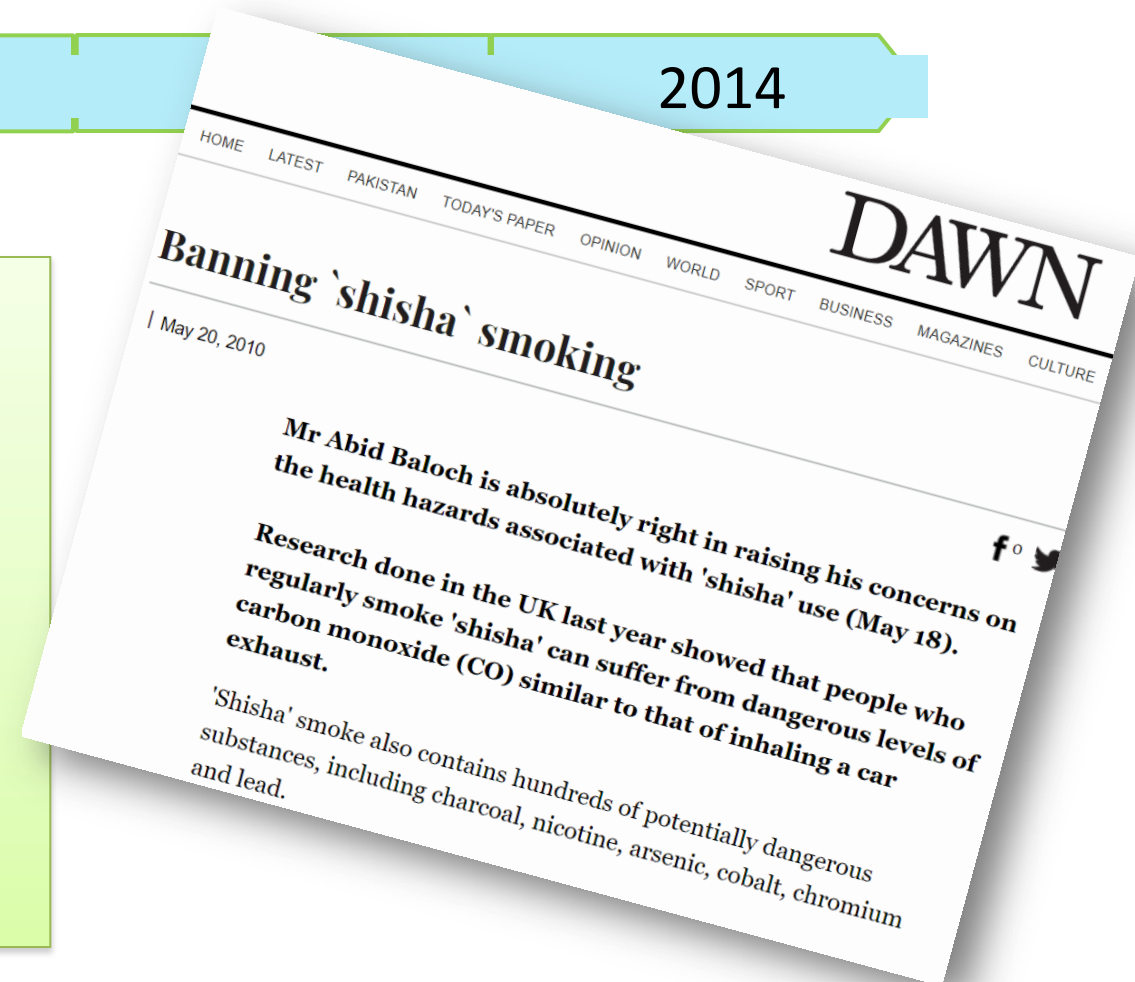 2014
DAWN
HOME LATEST PAKISTAN TODAY'S PAPER OPINION WORLD SPORT BUSINESS MAGAZINES CULTURE
Banning `shisha` smoking
| May 20, 2010
0
Mr Abid Baloch is absolutely right in raising his concerns on
the health hazards associated with 'shisha' use (May 18).
Research done in the UK last year showed that people who
regularly smoke 'shisha' can suffer from dangerous levels of
carbon monoxide (CO) similar to that of inhaling a car
exhaust.
'Shisha' smoke also contains hundreds of potentially dangerous
substances, including charcoal, nicotine, arsenic, cobalt, chromium
and lead.